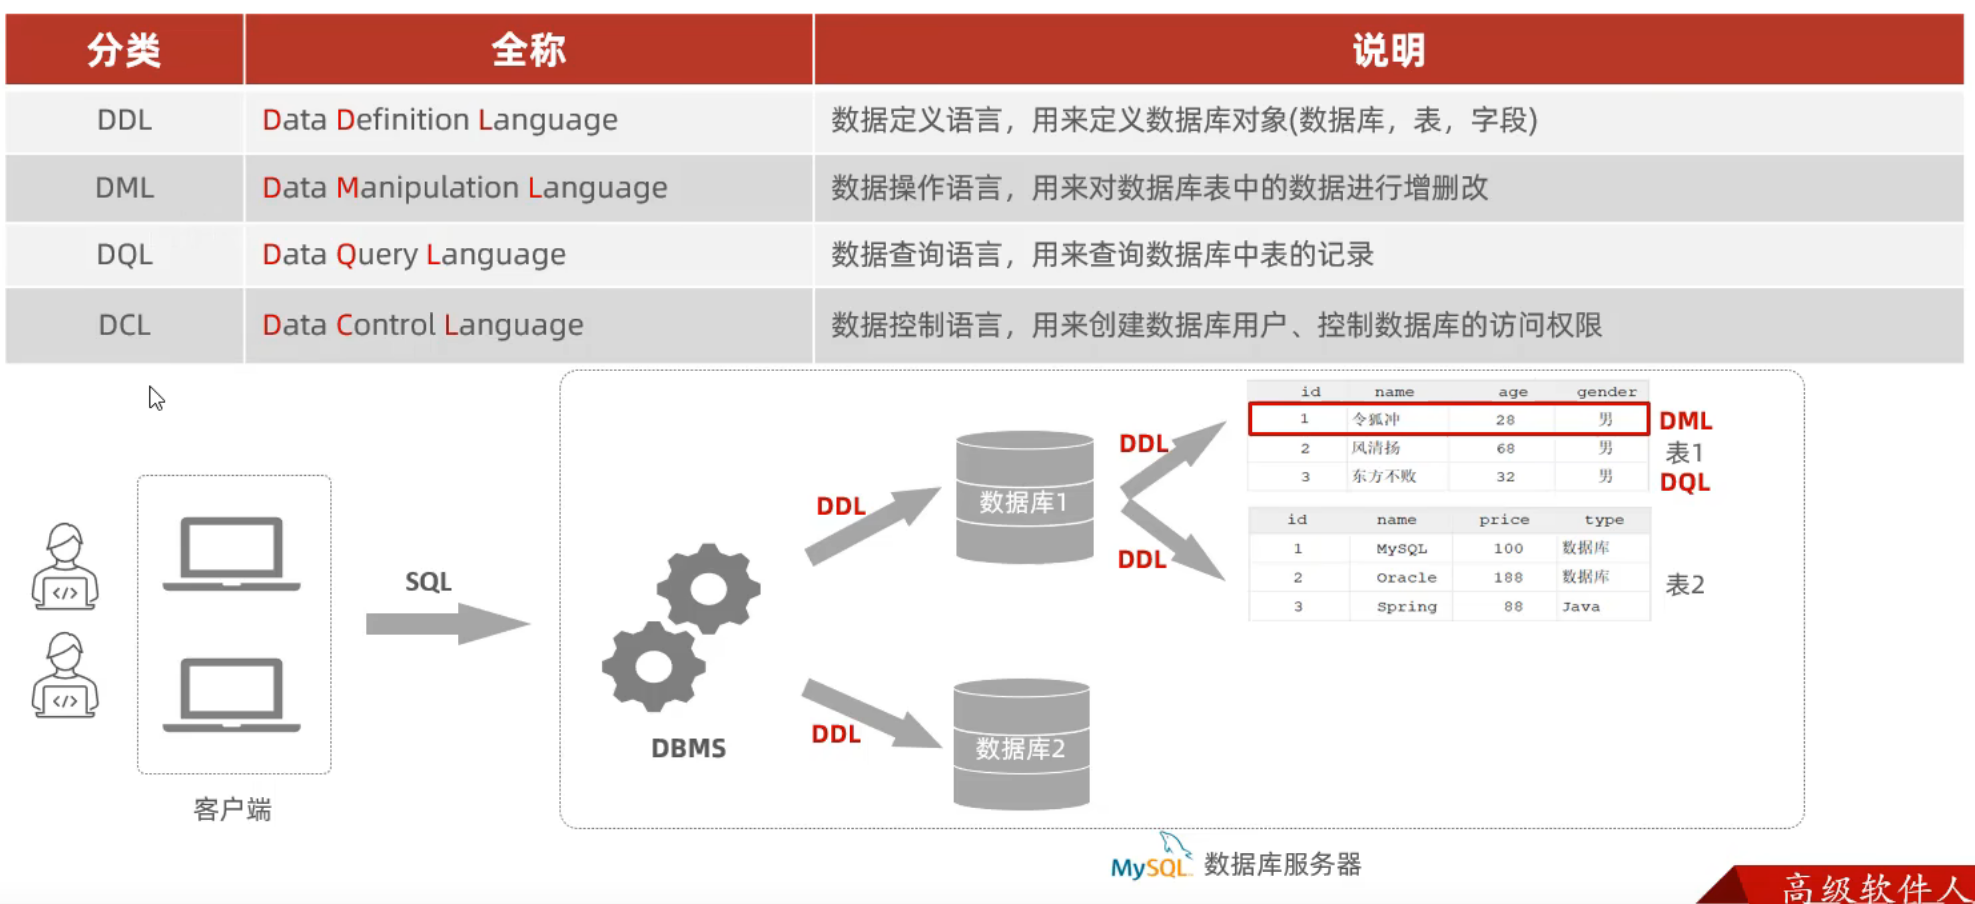 分类 全称 说明
DDL Data Definition Language 数据定义语言，用来定义数据库对象(数据库，表，字段)
DML Data Manipulation Language 数据操作语言，用来对数据库表中的数据进行增删改
DQL Data Query Language 数据查询语言，用来查询数据库中表的记录
DCL Data Control Language 数据控制语言，用来创建数据库用户、控制数据库的访问权限
</>
</>
客户端
SQL
DBMS
DDL
DDL
数据库1
数据库2
DDL
DDL
id name age gender
1 令狐冲 28 男
2 风清扬 68 男
3 东方不败 32 男
DML
表1
DQL
id name price type
1 MySQL 100 数据库
2 Oracle 188 数据库
3 Spring 88 Java
表2
MySQL 数据库服务器
高级软件人